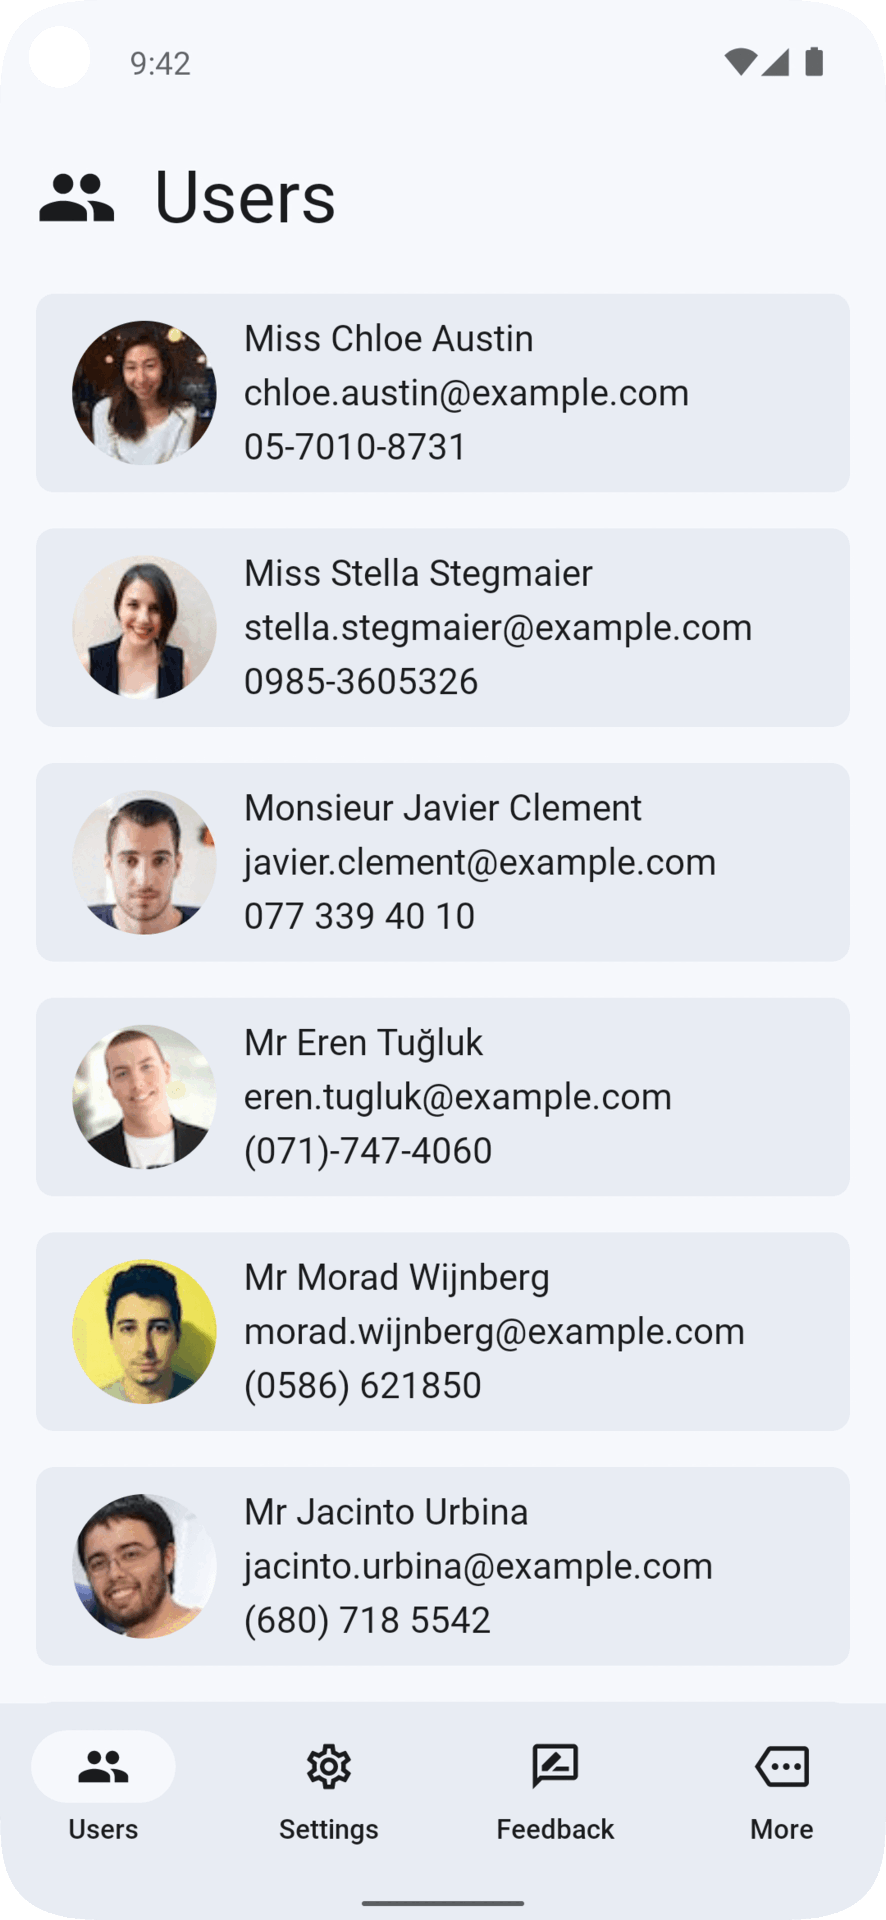 9:42
Users
Miss Chloe Austin
chloe.austin@example.com
05-7010-8731
Miss Stella Stegmaier
stella.stegmaier@example.com
0985-3605326
Monsieur Javier Clement
javier.clement@example.com
077 339 40 10
Mr Eren Tuğluk
eren.tugluk@example.com
(071)-747-4060
Mr Morad Wijnberg
morad.wijnberg@example.com
(0586) 621850
Mr Jacinto Urbina
jacinto.urbina@example.com
(680) 718 5542
Users Settings Feedback More